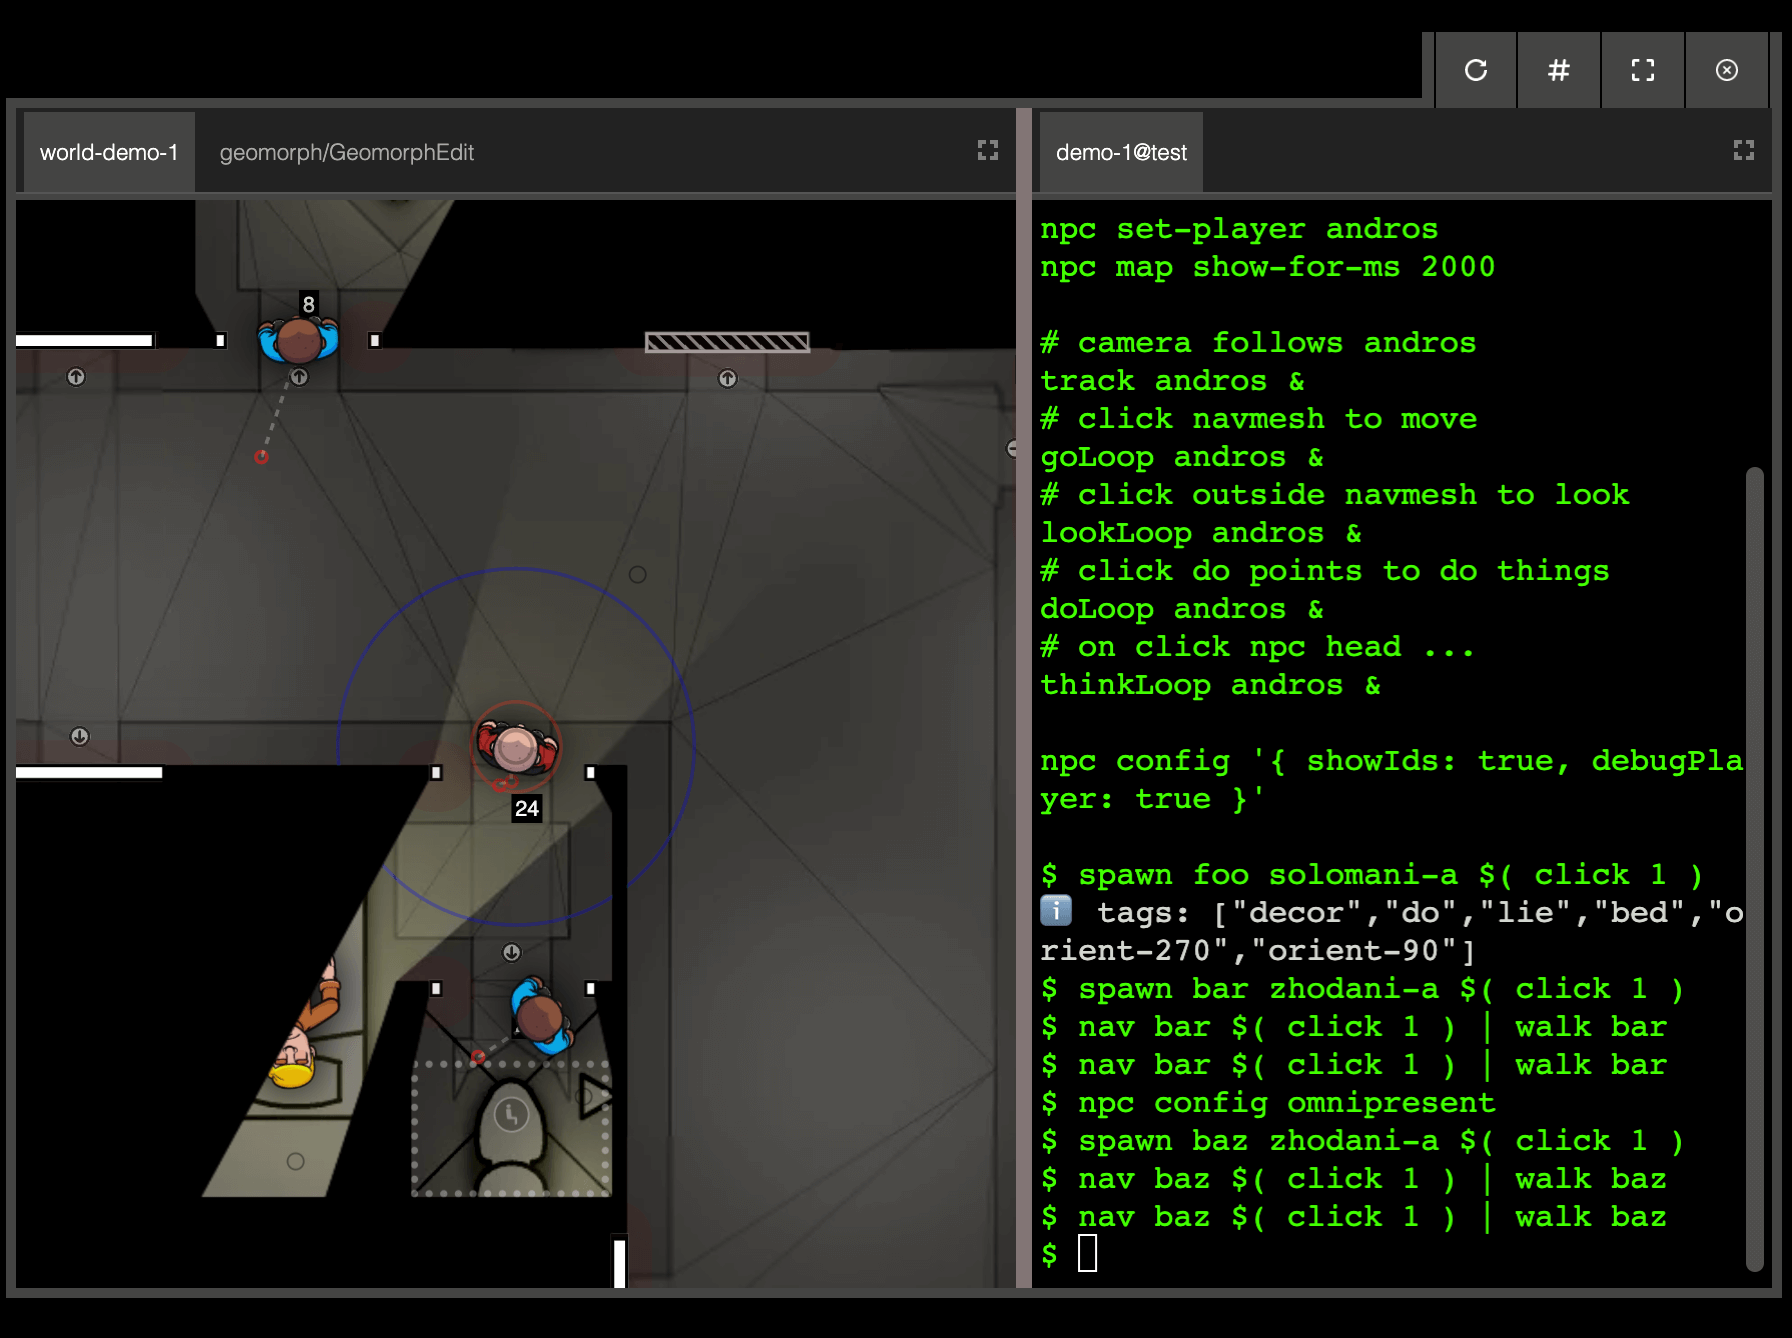 world-demo-1
geomorph/GeomorphEdit
demo-1@test
8
24
npc set-player andros
npc map show-for-ms 2000
# camera follows andros
track andros &
# click navmesh to move
goLoop andros &
# click outside navmesh to look
lookLoop andros &
# click do points to do things
doLoop andros &
# on click npc head ...
thinkLoop andros &
npc config '{ showIds: true, debugPla
yer: true }'
$ spawn foo solomani-a $( click 1 )
ℹ️ tags: ["decor","do","lie","bed","o
rient-270","orient-90"]
$ spawn bar zhodani-a $( click 1 )
$ nav bar $( click 1 ) | walk bar
$ nav bar $( click 1 ) | walk bar
$ npc config omnipresent
$ spawn baz zhodani-a $( click 1 )
$ nav baz $( click 1 ) | walk baz
$ nav baz $( click 1 ) | walk baz
$